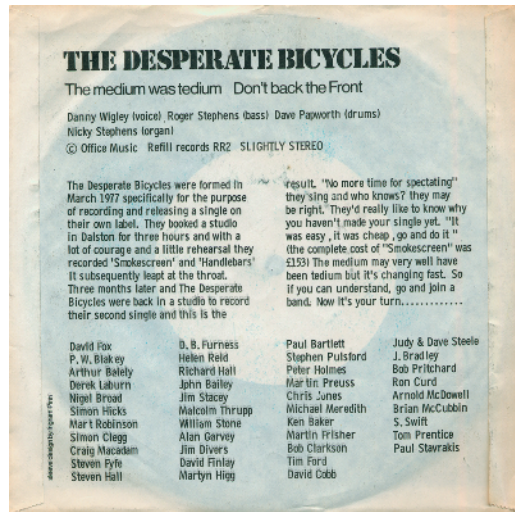 THE DESPERATE BICYCLES
The medium was tedium Don't back the Front
Danny Wigley (voice) Roger Stephens (bass) Dave Papworth (drums)
Nicky Stephens (organ)
© Office Music Refill records RR2 SLIGHTLY STEREO
The Desperate Bicycles were formed in
March 1977 specifically for the purpose
of recording and releasing a single on
their own label. They booked a studio
in Dalston for three hours and with a
lot of courage and a little rehearsal they
recorded 'Smokescreen' and 'Handlebars'
It subsequently leapt at the throat.
Three months later and The Desperate
Bicycles were back in a studio to record
their second single and this is the
result. "No more time for spectating"
they sing and who knows? they may
be right. They'd really like to know why
you haven't made your single yet. "It
was easy, it was cheap, go and do it"
(the complete cost of "Smokescreen" was
£153) The medium may very well have
been tedium but it's changing fast. So
if you can understand, go and join a
band. Now it's your turn.............
David Fox
P. W. Blakey
Arthur Balely
Derek Laburn
Nigel Broad
Simon Hicks
Mart Robinson
Simon Clegg
Craig Macadam
Steven Fyfe
Steven Hall
D. B. Furness
Helen Reid
Richard Hall
John Bailey
Jim Stacey
Malcolm Thrupp
William Stone
Alan Garvey
Jim Divers
David Finlay
Martyn Higg
Paul Bartlett
Stephen Pulsford
Peter Holmes
Martin Preuss
Chris Jones
Michael Meredith
Ken Baker
Martin Frisher
Bob Clarkson
Tim Ford
David Cobb
Judy & Dave Steele
J. Bradley
Bob Pritchard
Ron Curd
Arnold McDowell
Brian McCubbin
S. Swift
Tom Prentice
Paul Stavrakis
sleeve design by